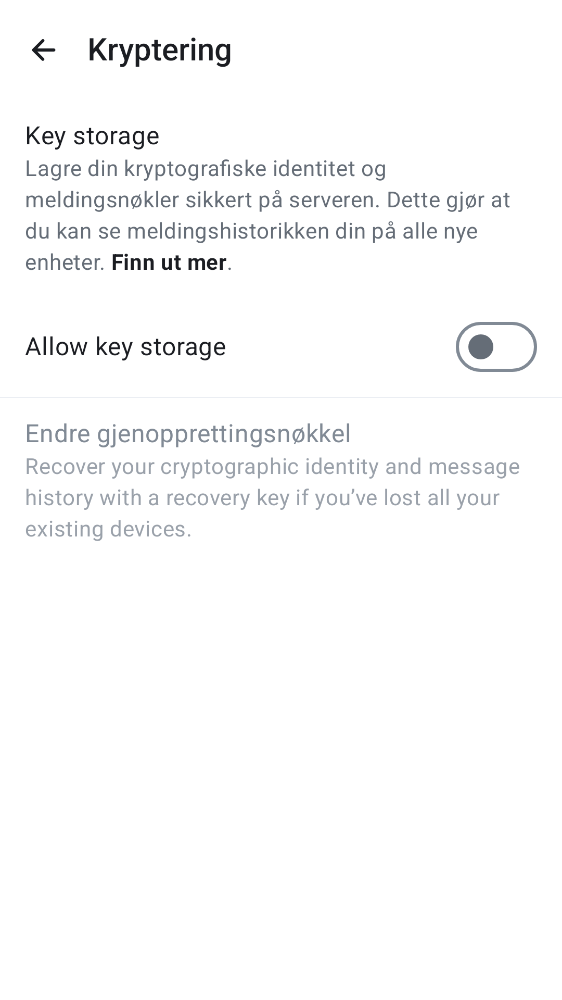 Kryptering
Key storage
Lagre din kryptografiske identitet og
meldingsnøkler sikkert på serveren. Dette gjør at
du kan se meldingshistorikken din på alle nye
enheter. Finn ut mer.
Allow key storage
Endre gjenopprettingsnøkkel
Recover your cryptographic identity and message
history with a recovery key if you’ve lost all your
existing devices.